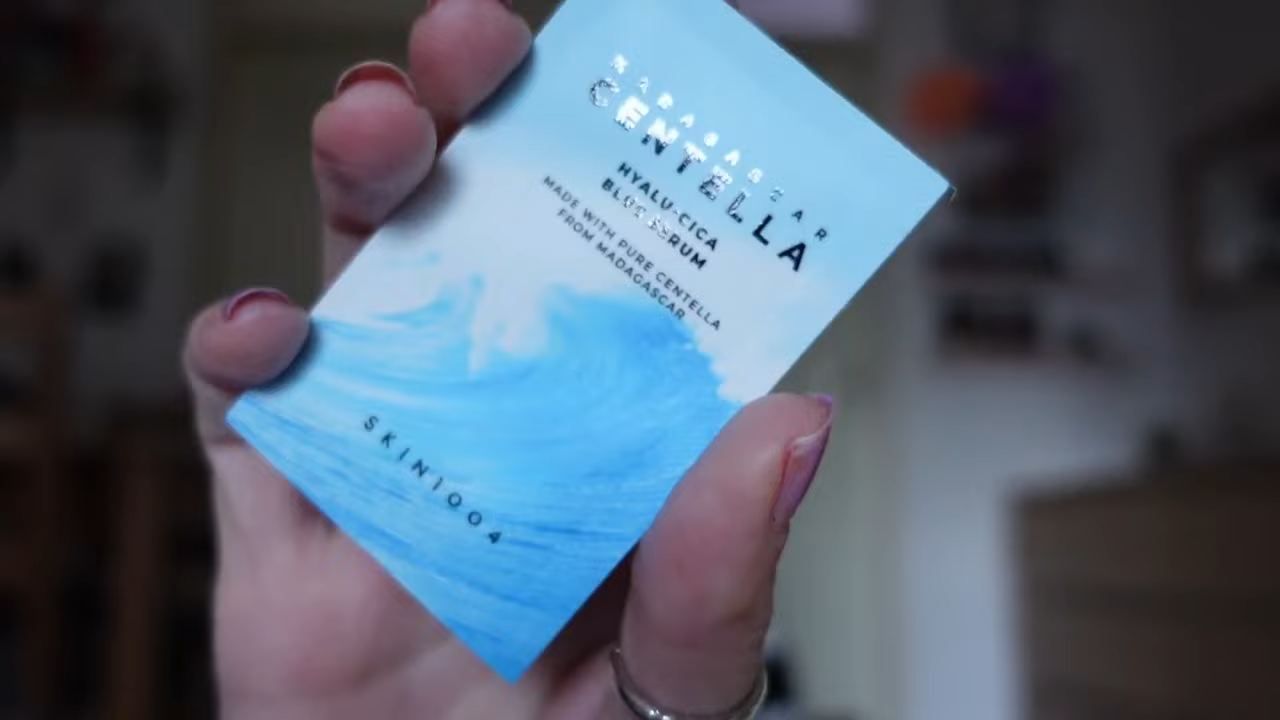 MADAGASCAR
CENTELLA
HYALU-CICA
BLUE SERUM
MADE WITH PURE CENTELLA
FROM MADAGASCAR
SKIN1004